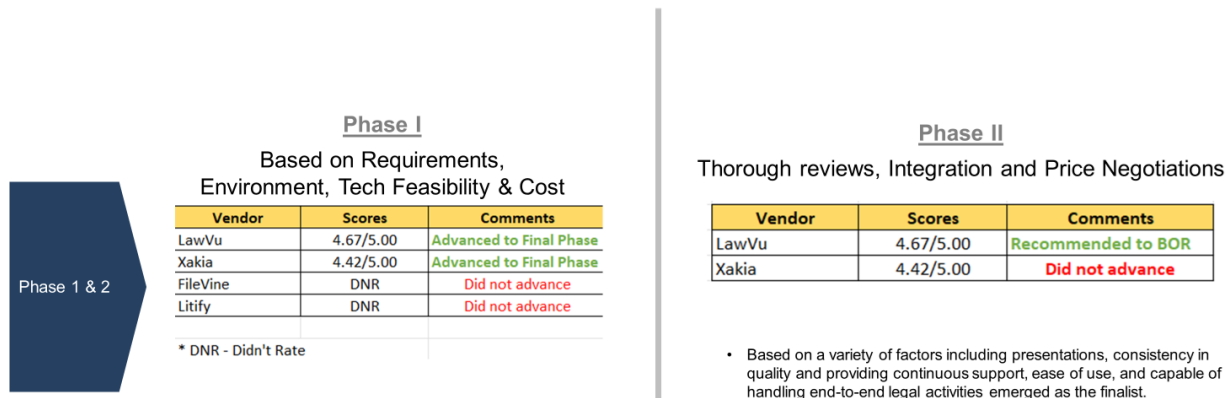 Phase 1 & 2
Phase I
Based on Requirements,
Environment, Tech Feasibility & Cost
Vendor Scores Comments
LawVu 4.67/5.00 Advanced to Final Phase
Xakia 4.42/5.00 Advanced to Final Phase
FileVine DNR Did not advance
Litify DNR Did not advance
* DNR - Didn't Rate
Phase II
Thorough reviews, Integration and Price Negotiations
Vendor Scores Comments
LawVu 4.67/5.00 Recommended to BOR
Xakia 4.42/5.00 Did not advance
• Based on a variety of factors including presentations, consistency in
quality and providing continuous support, ease of use, and capable of
handling end-to-end legal activities emerged as the finalist.